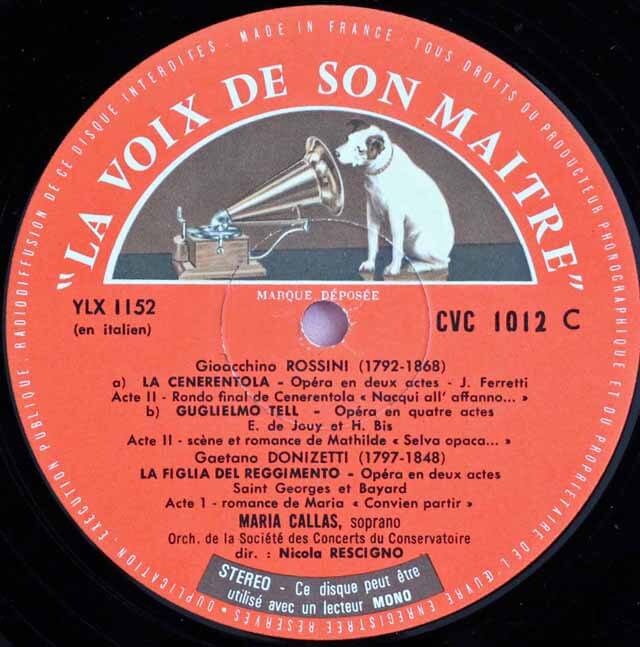 TOUS DROITS DU PRODUCTEUR PHONOGRAPHIQUE ET DU PROPRIETAIRE DE L'ŒUVRE ENREGISTREE RESERVES • DUPLICATION. EXECUTION PUBLIQUE. RADIODIFFUSION DE CE DISQUE INTERDITES. MADE IN FRANCE
"LA VOIX DE SON MAITRE"
MARQUE DÉPOSÉE
YLX 1152
(en italien)
CVC 1012 C
Gioacchino ROSSINI (1792-1868)
a) LA CENERENTOLA - Opéra en deux actes - J. Ferretti
Acte II - Rondo final de Cenerentola « Nacqui all' affanno... »
b) GUGLIELMO TELL - Opéra en quatre actes
E. de Jouy et H. Bis
Acte II - scène et romance de Mathilde « Selva opaca... »
Gaetano DONIZETTI (1797-1848)
LA FIGLIA DEL REGGIMENTO - Opéra en deux actes
Saint Georges et Bayard
Acte 1 - romance de Maria « Convien partir »
MARIA CALLAS, soprano
Orch. de la Société des Concerts du Conservatoire
dir. : Nicola RESCIGNO
STEREO - Ce disque peut être
utilisé avec un lecteur MONO